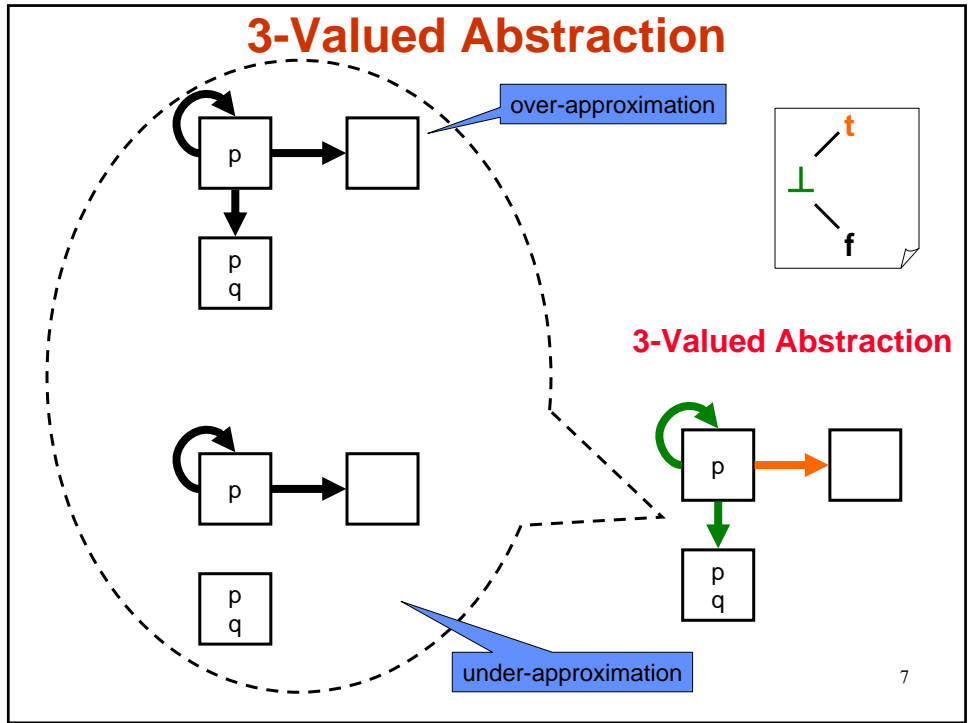 3-Valued Abstraction
over-approximation
p
p
q
t
⊥
f
3-Valued Abstraction
p
p
q
under-approximation
p
p
q
7